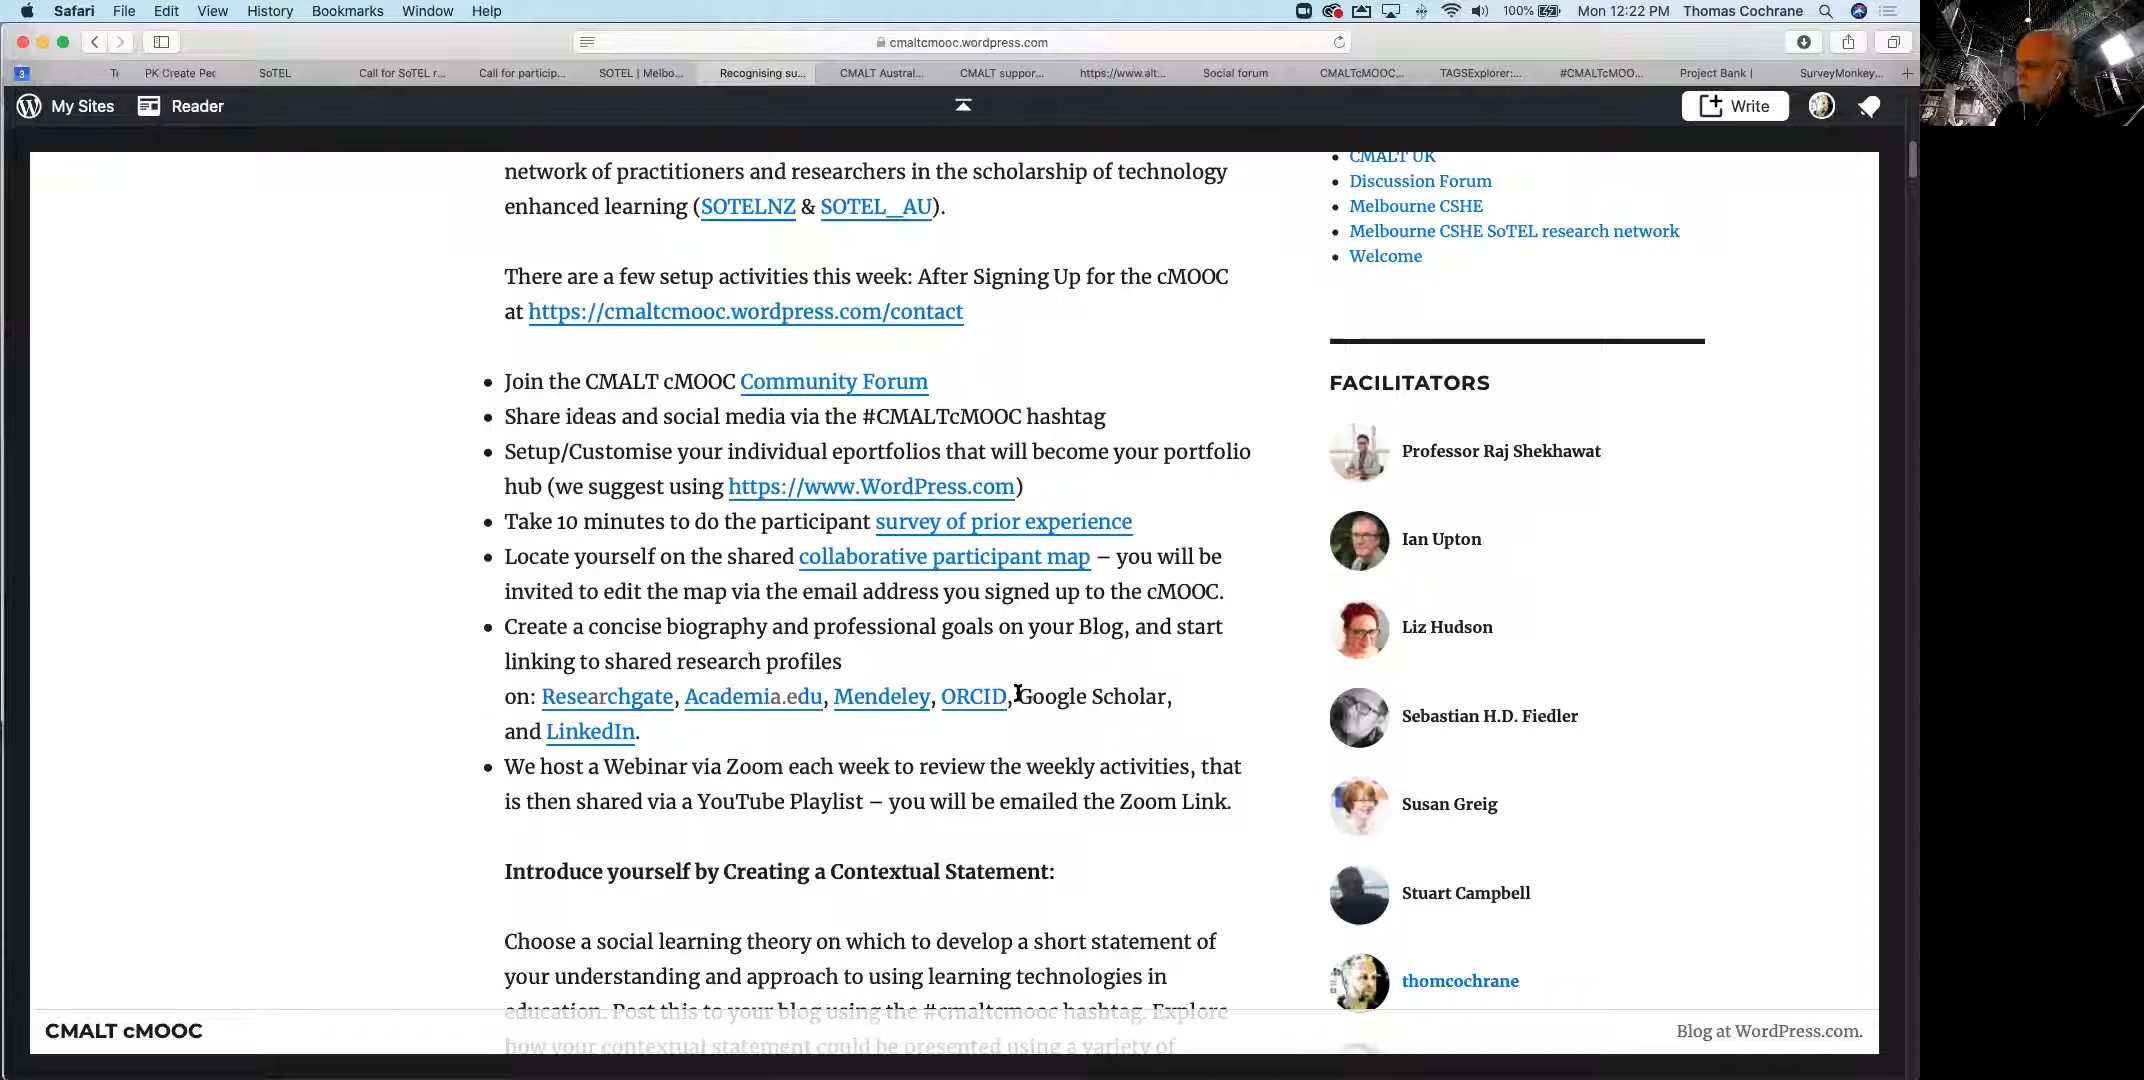 Safari File Edit View History Bookmarks Window Help 100% Mon 12:22 PM Thomas Cochrane
cmaltcmooc.wordpress.com
3 PK Create Pec SoTEL Call for SoTEL r... Call for particip... SOTEL | Melbo... Recognising su... CMALT Austral... CMALT suppor... https://www.alt... Social forum CMALTcMOOC... TAGSExplorer:... #CMALTcMOO... Project Bank | SurveyMonkey...
My Sites Reader Write
network of practitioners and researchers in the scholarship of technology
enhanced learning (SOTELNZ & SOTEL_AU).
There are a few setup activities this week: After Signing Up for the cMOOC
at https://cmaltcmooc.wordpress.com/contact
• Join the CMALT cMOOC Community Forum
• Share ideas and social media via the #CMALTcMOOC hashtag
• Setup/Customise your individual eportfolios that will become your portfolio
hub (we suggest using https://www.WordPress.com)
• Take 10 minutes to do the participant survey of prior experience
• Locate yourself on the shared collaborative participant map – you will be
invited to edit the map via the email address you signed up to the cMOOC.
• Create a concise biography and professional goals on your Blog, and start
linking to shared research profiles
on: Researchgate, Academia.edu, Mendeley, ORCID, Google Scholar,
and LinkedIn.
• We host a Webinar via Zoom each week to review the weekly activities, that
is then shared via a YouTube Playlist – you will be emailed the Zoom Link.
Introduce yourself by Creating a Contextual Statement:
Choose a social learning theory on which to develop a short statement of
your understanding and approach to using learning technologies in
education. Post this to your blog using the #cmaltcmooc hashtag. Explore
how your contextual statement could be presented using a variety of
• CMALT UK
• Discussion Forum
• Melbourne CSHE
• Melbourne CSHE SoTEL research network
• Welcome
FACILITATORS
Professor Raj Shekhawat
Ian Upton
Liz Hudson
Sebastian H.D. Fiedler
Susan Greig
Stuart Campbell
thomcochrane
CMALT cMOOC
Blog at WordPress.com.